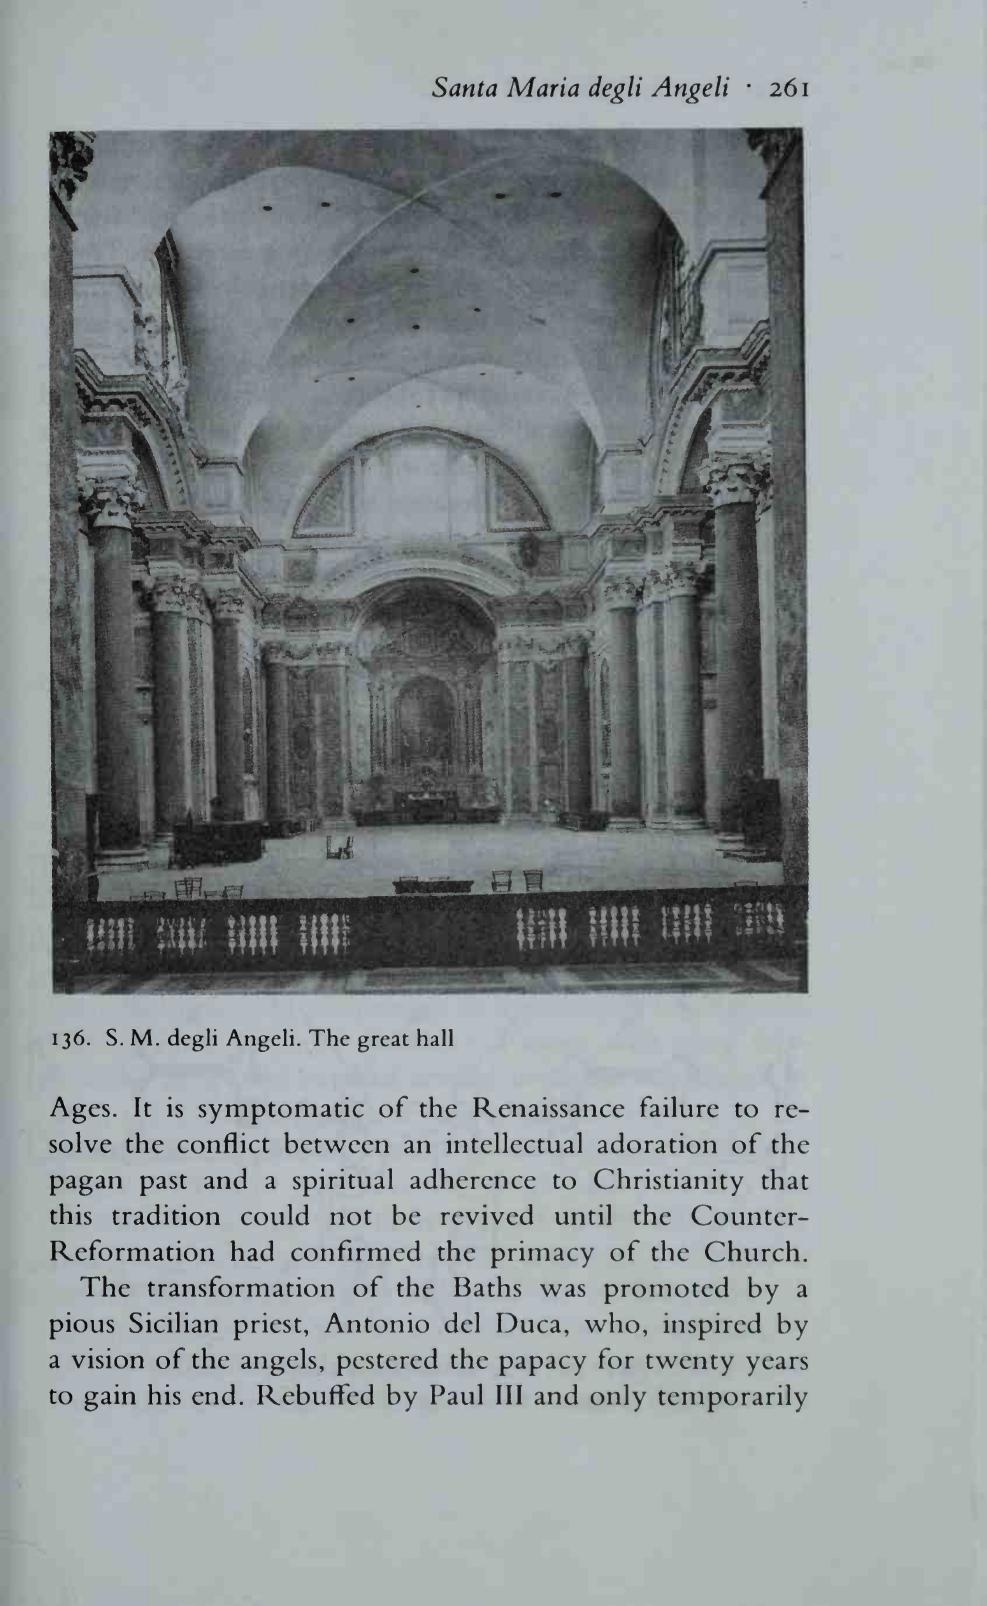 Santa Maria degli Angeli · 261
136. S. M. degli Angeli. The great hall
Ages. It is symptomatic of the Renaissance failure to re-
solve the conflict between an intellectual adoration of the
pagan past and a spiritual adherence to Christianity that
this tradition could not be revived until the Counter-
Reformation had confirmed the primacy of the Church.
The transformation of the Baths was promoted by a
pious Sicilian priest, Antonio del Duca, who, inspired by
a vision of the angels, pestered the papacy for twenty years
to gain his end. Rebuffed by Paul III and only temporarily